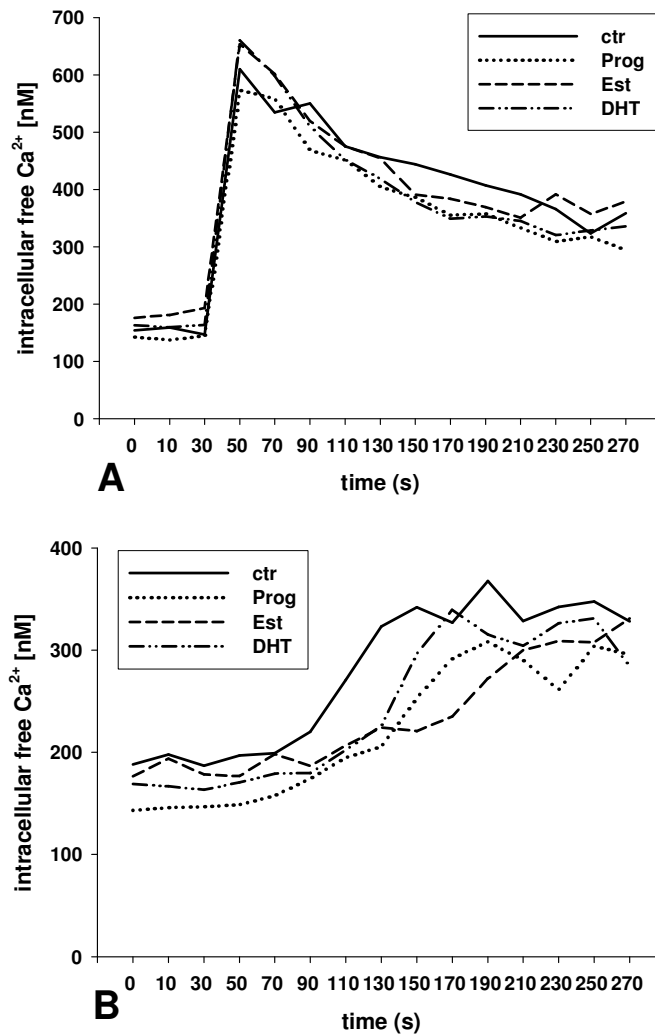 700
600
500
400
300
200
100
0
intracellular free Ca²⁺ [nM]
ctr
Prog
Est
DHT
0 10 30 50 70 90 110 130 150 170 190 210 230 250 270
time (s)
A
400
300
200
100
0
intracellular free Ca²⁺ [nM]
ctr
Prog
Est
DHT
0 10 30 50 70 90 110 130 150 170 190 210 230 250 270
time (s)
B